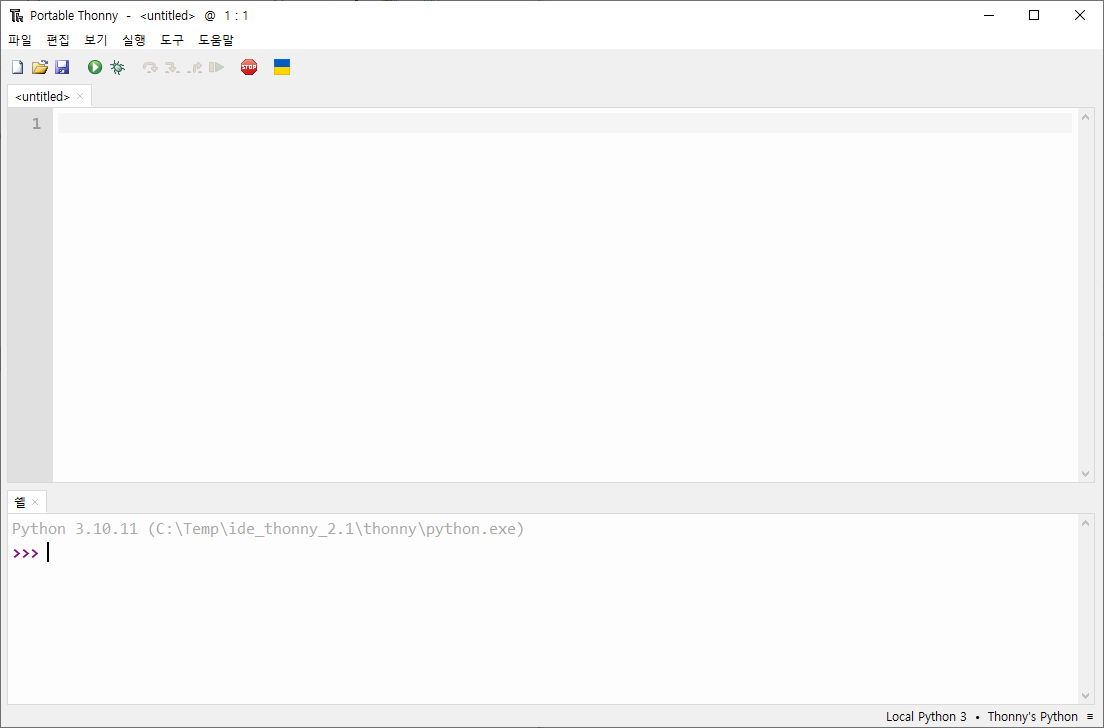 Portable Thonny - <untitled> @ 1 : 1
파일 편집 보기 실행 도구 도움말
STOP
<untitled>
1
쉘
Python 3.10.11 (C:\Temp\ide_thonny_2.1\thonny\python.exe)
>>>
Local Python 3 • Thonny's Python ≡